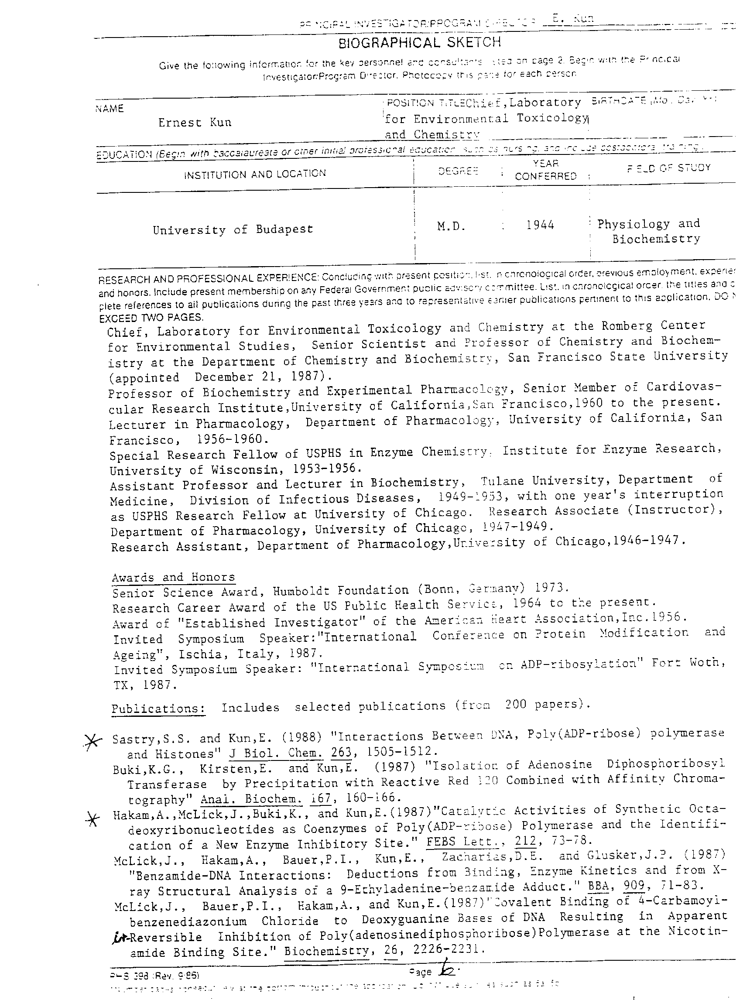 PRINCIPAL INVESTIGATOR/PROGRAM DIRECTOR: E. Kun
BIOGRAPHICAL SKETCH
Give the following information for the key personnel and consultants listed on page 2. Begin with the Principal
Investigator/Program Director. Photocopy this page for each person.
NAME
Ernest Kun
POSITION TITLE Chief, Laboratory
for Environmental Toxicology
and Chemistry
BIRTHDATE (Mo., Day, Yr.)
EDUCATION (Begin with baccalaureate or other initial professional education, such as nursing, and include postdoctoral training.)
INSTITUTION AND LOCATION
DEGREE
YEAR
CONFERRED
FIELD OF STUDY
University of Budapest
M.D.
1944
Physiology and
Biochemistry
RESEARCH AND PROFESSIONAL EXPERIENCE: Concluding with present position, list, in chronological order, previous employment, experie
and honors. Include present membership on any Federal Government public advisory committee. List, in chronological order, the titles and c
plete references to all publications during the past three years and to representative earlier publications pertinent to this application. DO N
EXCEED TWO PAGES.
Chief, Laboratory for Environmental Toxicology and Chemistry at the Romberg Center
for Environmental Studies, Senior Scientist and Professor of Chemistry and Biochem-
istry at the Department of Chemistry and Biochemistry, San Francisco State University
(appointed December 21, 1987).
Professor of Biochemistry and Experimental Pharmacology, Senior Member of Cardiovas-
cular Research Institute,University of California,San Francisco,1960 to the present.
Lecturer in Pharmacology, Department of Pharmacology, University of California, San
Francisco, 1956-1960.
Special Research Fellow of USPHS in Enzyme Chemistry, Institute for Enzyme Research,
University of Wisconsin, 1953-1956.
Assistant Professor and Lecturer in Biochemistry, Tulane University, Department of
Medicine, Division of Infectious Diseases, 1949-1953, with one year's interruption
as USPHS Research Fellow at University of Chicago. Research Associate (Instructor),
Department of Pharmacology, University of Chicago, 1947-1949.
Research Assistant, Department of Pharmacology,University of Chicago,1946-1947.
Awards and Honors
Senior Science Award, Humboldt Foundation (Bonn, Germany) 1973.
Research Career Award of the US Public Health Service, 1964 to the present.
Award of "Established Investigator" of the American Heart Association,Inc.1956.
Invited Symposium Speaker:"International Conference on Protein Modification and
Ageing", Ischia, Italy, 1987.
Invited Symposium Speaker: "International Symposium on ADP-ribosylation" Fort Woth,
TX, 1987.
Publications: Includes selected publications (from 200 papers).
Sastry,S.S. and Kun,E. (1988) "Interactions Between DNA, Poly(ADP-ribose) polymerase
and Histones" J Biol. Chem. 263, 1505-1512.
Buki,K.G., Kirsten,E. and Kun,E. (1987) "Isolation of Adenosine Diphosphoribosyl
Transferase by Precipitation with Reactive Red 120 Combined with Affinity Chroma-
tography" Anal. Biochem. 167, 160-166.
Hakam,A.,McLick,J.,Buki,K., and Kun,E.(1987)"Catalytic Activities of Synthetic Octa-
deoxyribonucleotides as Coenzymes of Poly(ADP-ribose) Polymerase and the Identifi-
cation of a New Enzyme Inhibitory Site." FEBS Lett., 212, 73-78.
McLick,J., Hakam,A., Bauer,P.I., Kun,E., Zacharias,D.E. and Glusker,J.P. (1987)
"Benzamide-DNA Interactions: Deductions from Binding, Enzyme Kinetics and from X-
ray Structural Analysis of a 9-Ethyladenine-benzamide Adduct." BBA, 909, 71-83.
McLick,J., Bauer,P.I., Hakam,A., and Kun,E.(1987)"Covalent Binding of 4-Carbamoyl-
benzenediazonium Chloride to Deoxyguanine Bases of DNA Resulting in Apparent
Reversible Inhibition of Poly(adenosinediphosphoribose)Polymerase at the Nicotin-
amide Binding Site." Biochemistry, 26, 2226-2231.
PHS 398 (Rev. 9/86)
Page